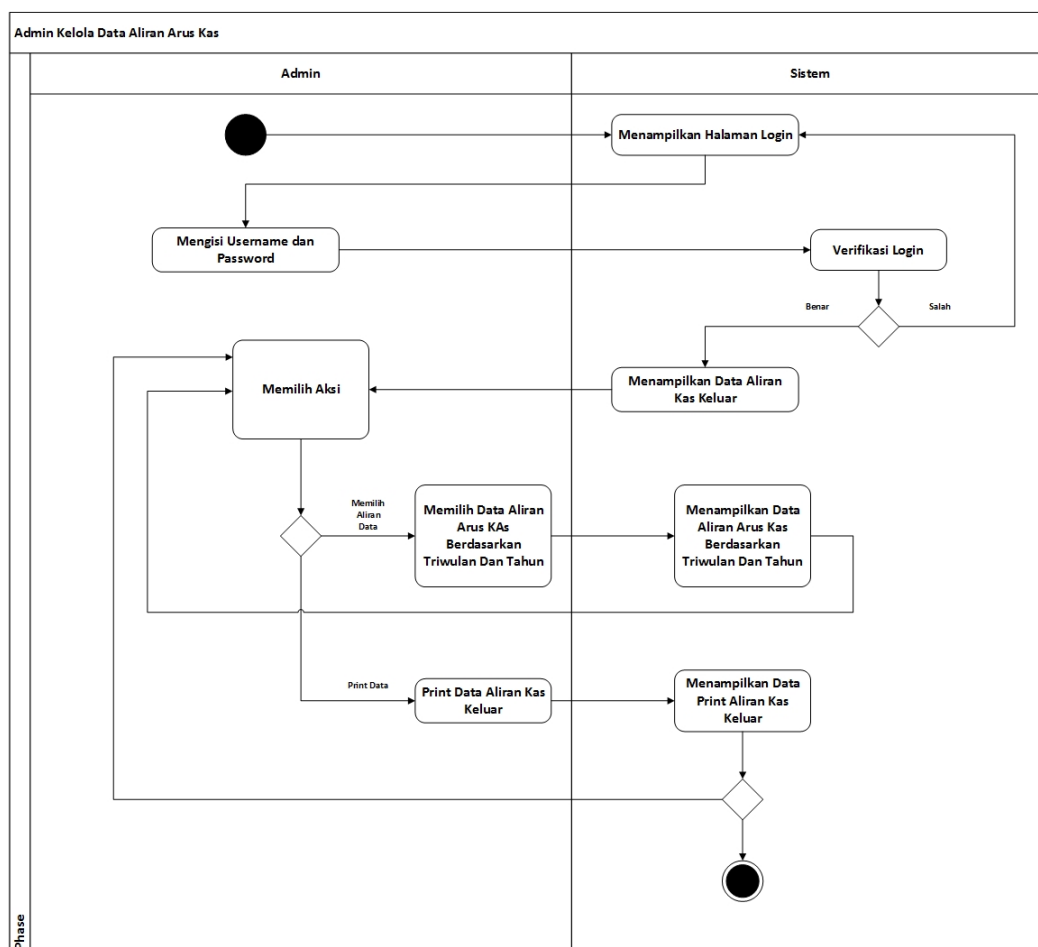 Admin Kelola Data Aliran Arus Kas
Admin
Sistem
Menampilkan Halaman Login
Mengisi Username dan
Password
Verifikasi Login
Benar
Salah
Memilih Aksi
Menampilkan Data Aliran
Kas Keluar
Memilih
Aliran
Data
Memilih Data Aliran
Arus KAs
Berdasarkan
Triwulan Dan Tahun
Menampilkan Data
Aliran Arus Kas
Berdasarkan
Triwulan Dan Tahun
Print Data
Print Data Aliran Kas
Keluar
Menampilkan Data
Print Aliran Kas
Keluar
Phase